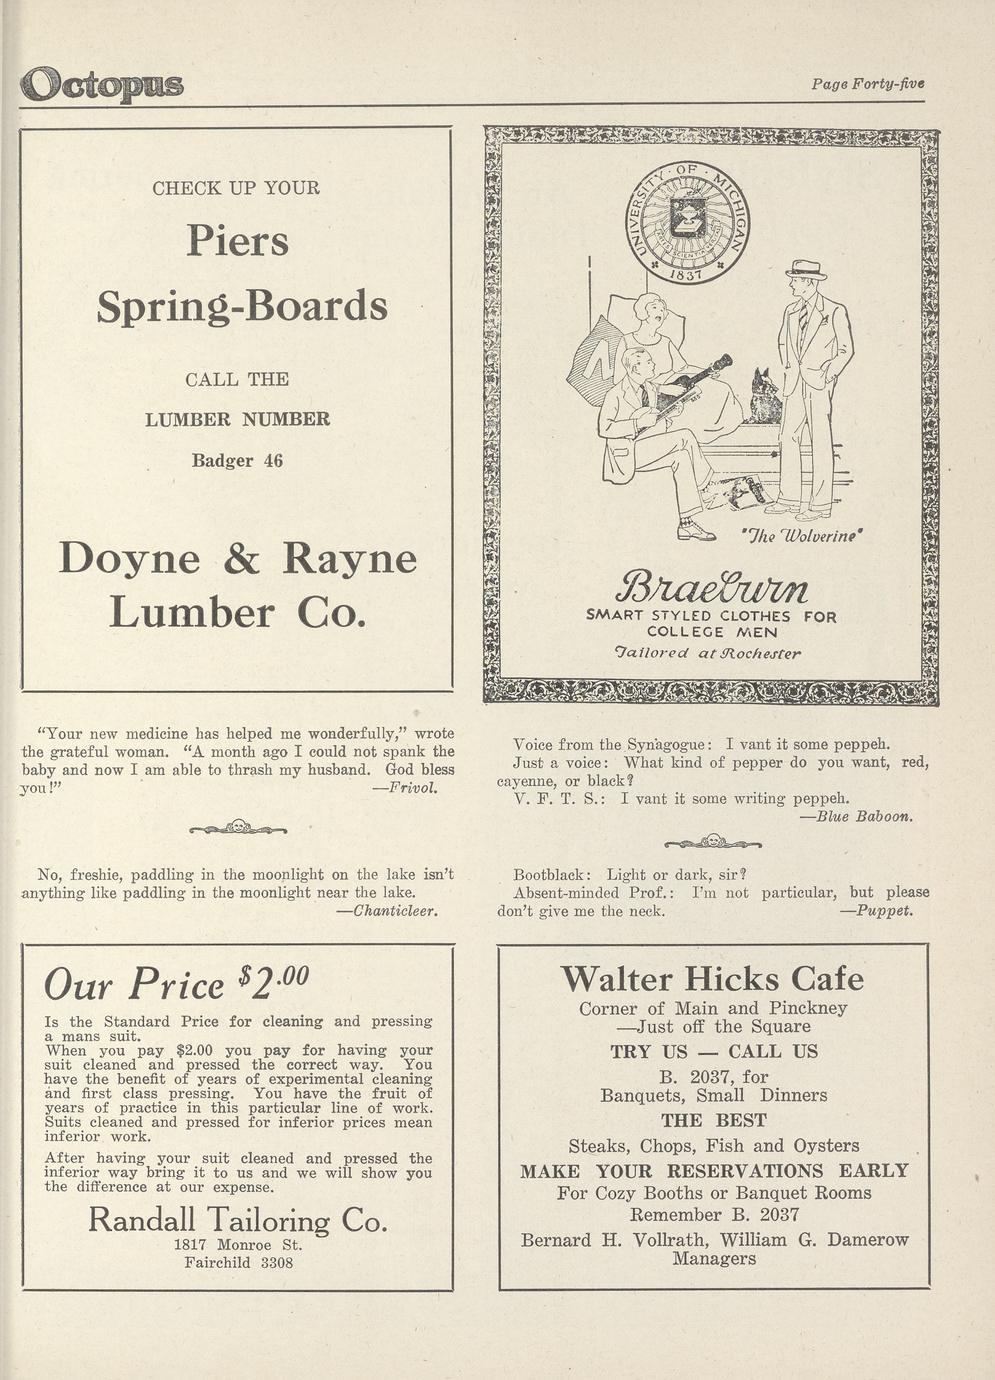 Octopus
Page Forty-five
CHECK UP YOUR
Piers
Spring-Boards
CALL THE
LUMBER NUMBER
Badger 46
Doyne & Rayne
Lumber Co.
UNIVERSITY · OF · MICHIGAN
1837
"The Wolverine"
Braeburn
SMART STYLED CLOTHES FOR
COLLEGE MEN
Tailored at Rochester
“Your new medicine has helped me wonderfully,” wrote
the grateful woman. “A month ago I could not spank the
baby and now I am able to thrash my husband. God bless
you!” —Frivol.
No, freshie, paddling in the moonlight on the lake isn’t
anything like paddling in the moonlight near the lake.
—Chanticleer.
Voice from the Synagogue: I vant it some peppeh.
Just a voice: What kind of pepper do you want, red,
cayenne, or black?
V. F. T. S.: I vant it some writing peppeh.
—Blue Baboon.
Bootblack: Light or dark, sir?
Absent-minded Prof.: I’m not particular, but please
don’t give me the neck. —Puppet.
Our Price $2.00
Is the Standard Price for cleaning and pressing
a mans suit.
When you pay $2.00 you pay for having your
suit cleaned and pressed the correct way. You
have the benefit of years of experimental cleaning
and first class pressing. You have the fruit of
years of practice in this particular line of work.
Suits cleaned and pressed for inferior prices mean
inferior work.
After having your suit cleaned and pressed the
inferior way bring it to us and we will show you
the difference at our expense.
Randall Tailoring Co.
1817 Monroe St.
Fairchild 3308
Walter Hicks Cafe
Corner of Main and Pinckney
—Just off the Square
TRY US — CALL US
B. 2037, for
Banquets, Small Dinners
THE BEST
Steaks, Chops, Fish and Oysters
MAKE YOUR RESERVATIONS EARLY
For Cozy Booths or Banquet Rooms
Remember B. 2037
Bernard H. Vollrath, William G. Damerow
Managers